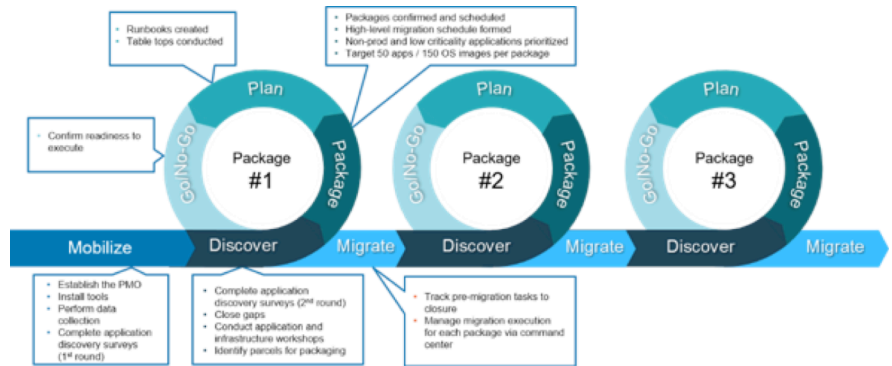 Runbooks created
Table tops conducted
Packages confirmed and scheduled
High-level migration schedule formed
Non-prod and low criticality applications prioritized
Target 50 apps / 150 OS images per package
Confirm readiness to
execute
Plan
Go/No-Go
Package
#1
Package
Plan
Go/No-Go
Package
#2
Package
Plan
Go/No-Go
Package
#3
Package
Mobilize
Discover
Migrate
Discover
Migrate
Discover
Migrate
Establish the PMO
Install tools
Perform data
collection
Complete application
discovery surveys
(1st round)
Complete application
discovery surveys (2nd round)
Close gaps
Conduct application and
infrastructure workshops
Identify parcels for packaging
Track pre-migration tasks to
closure
Manage migration execution
for each package via command
center